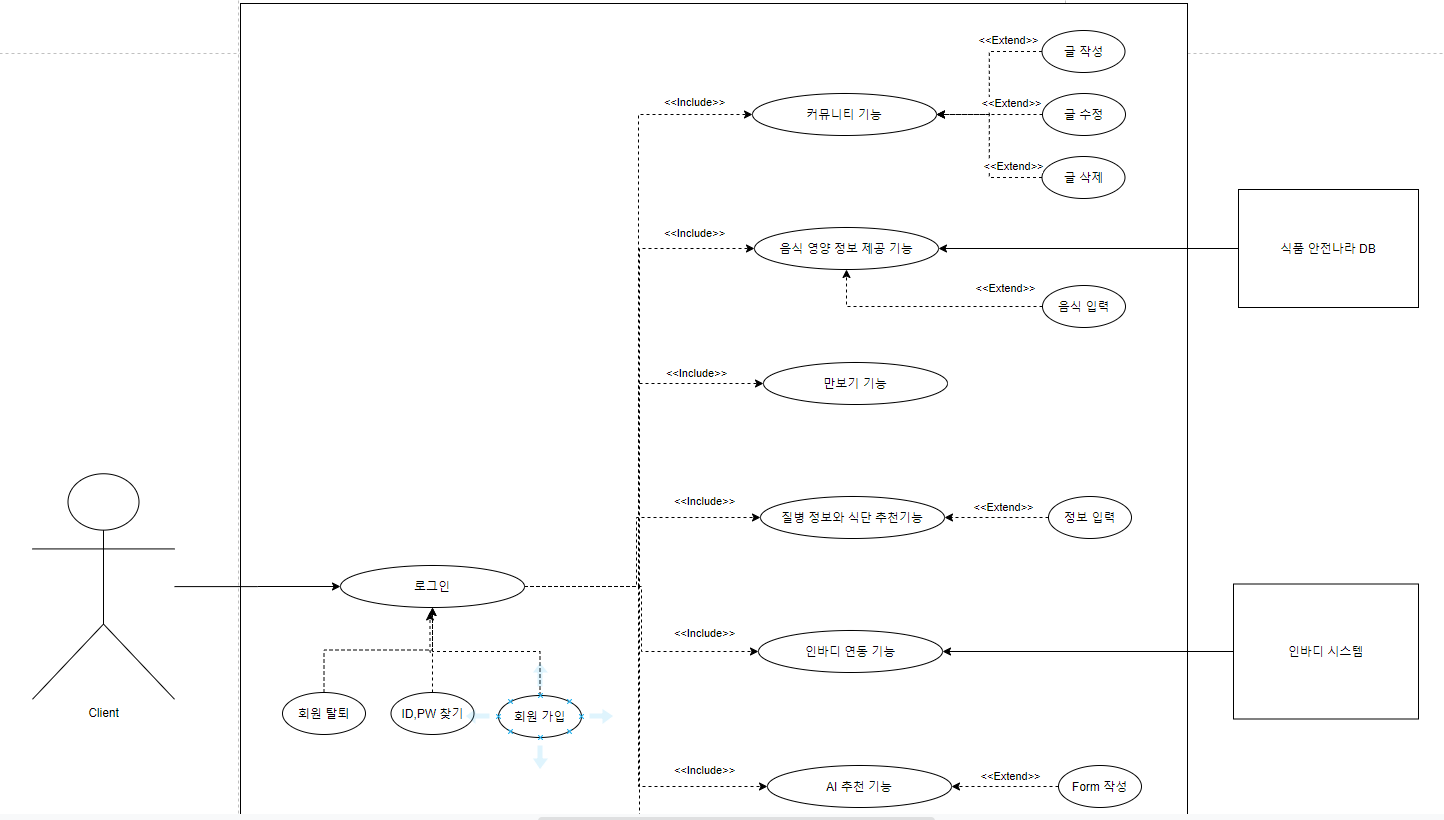 <<Extend>>
글 작성
<<Include>>
커뮤니티 기능
<<Extend>>
글 수정
<<Extend>>
글 삭제
<<Include>>
음식 영양 정보 제공 기능
식품 안전나라 DB
<<Extend>>
음식 입력
<<Include>>
만보기 기능
<<Include>>
질병 정보와 식단 추천기능
<<Extend>>
정보 입력
로그인
<<Include>>
인바디 연동 기능
인바디 시스템
Client
회원 탈퇴
ID,PW 찾기
회원 가입
<<Include>>
AI 추천 기능
<<Extend>>
Form 작성